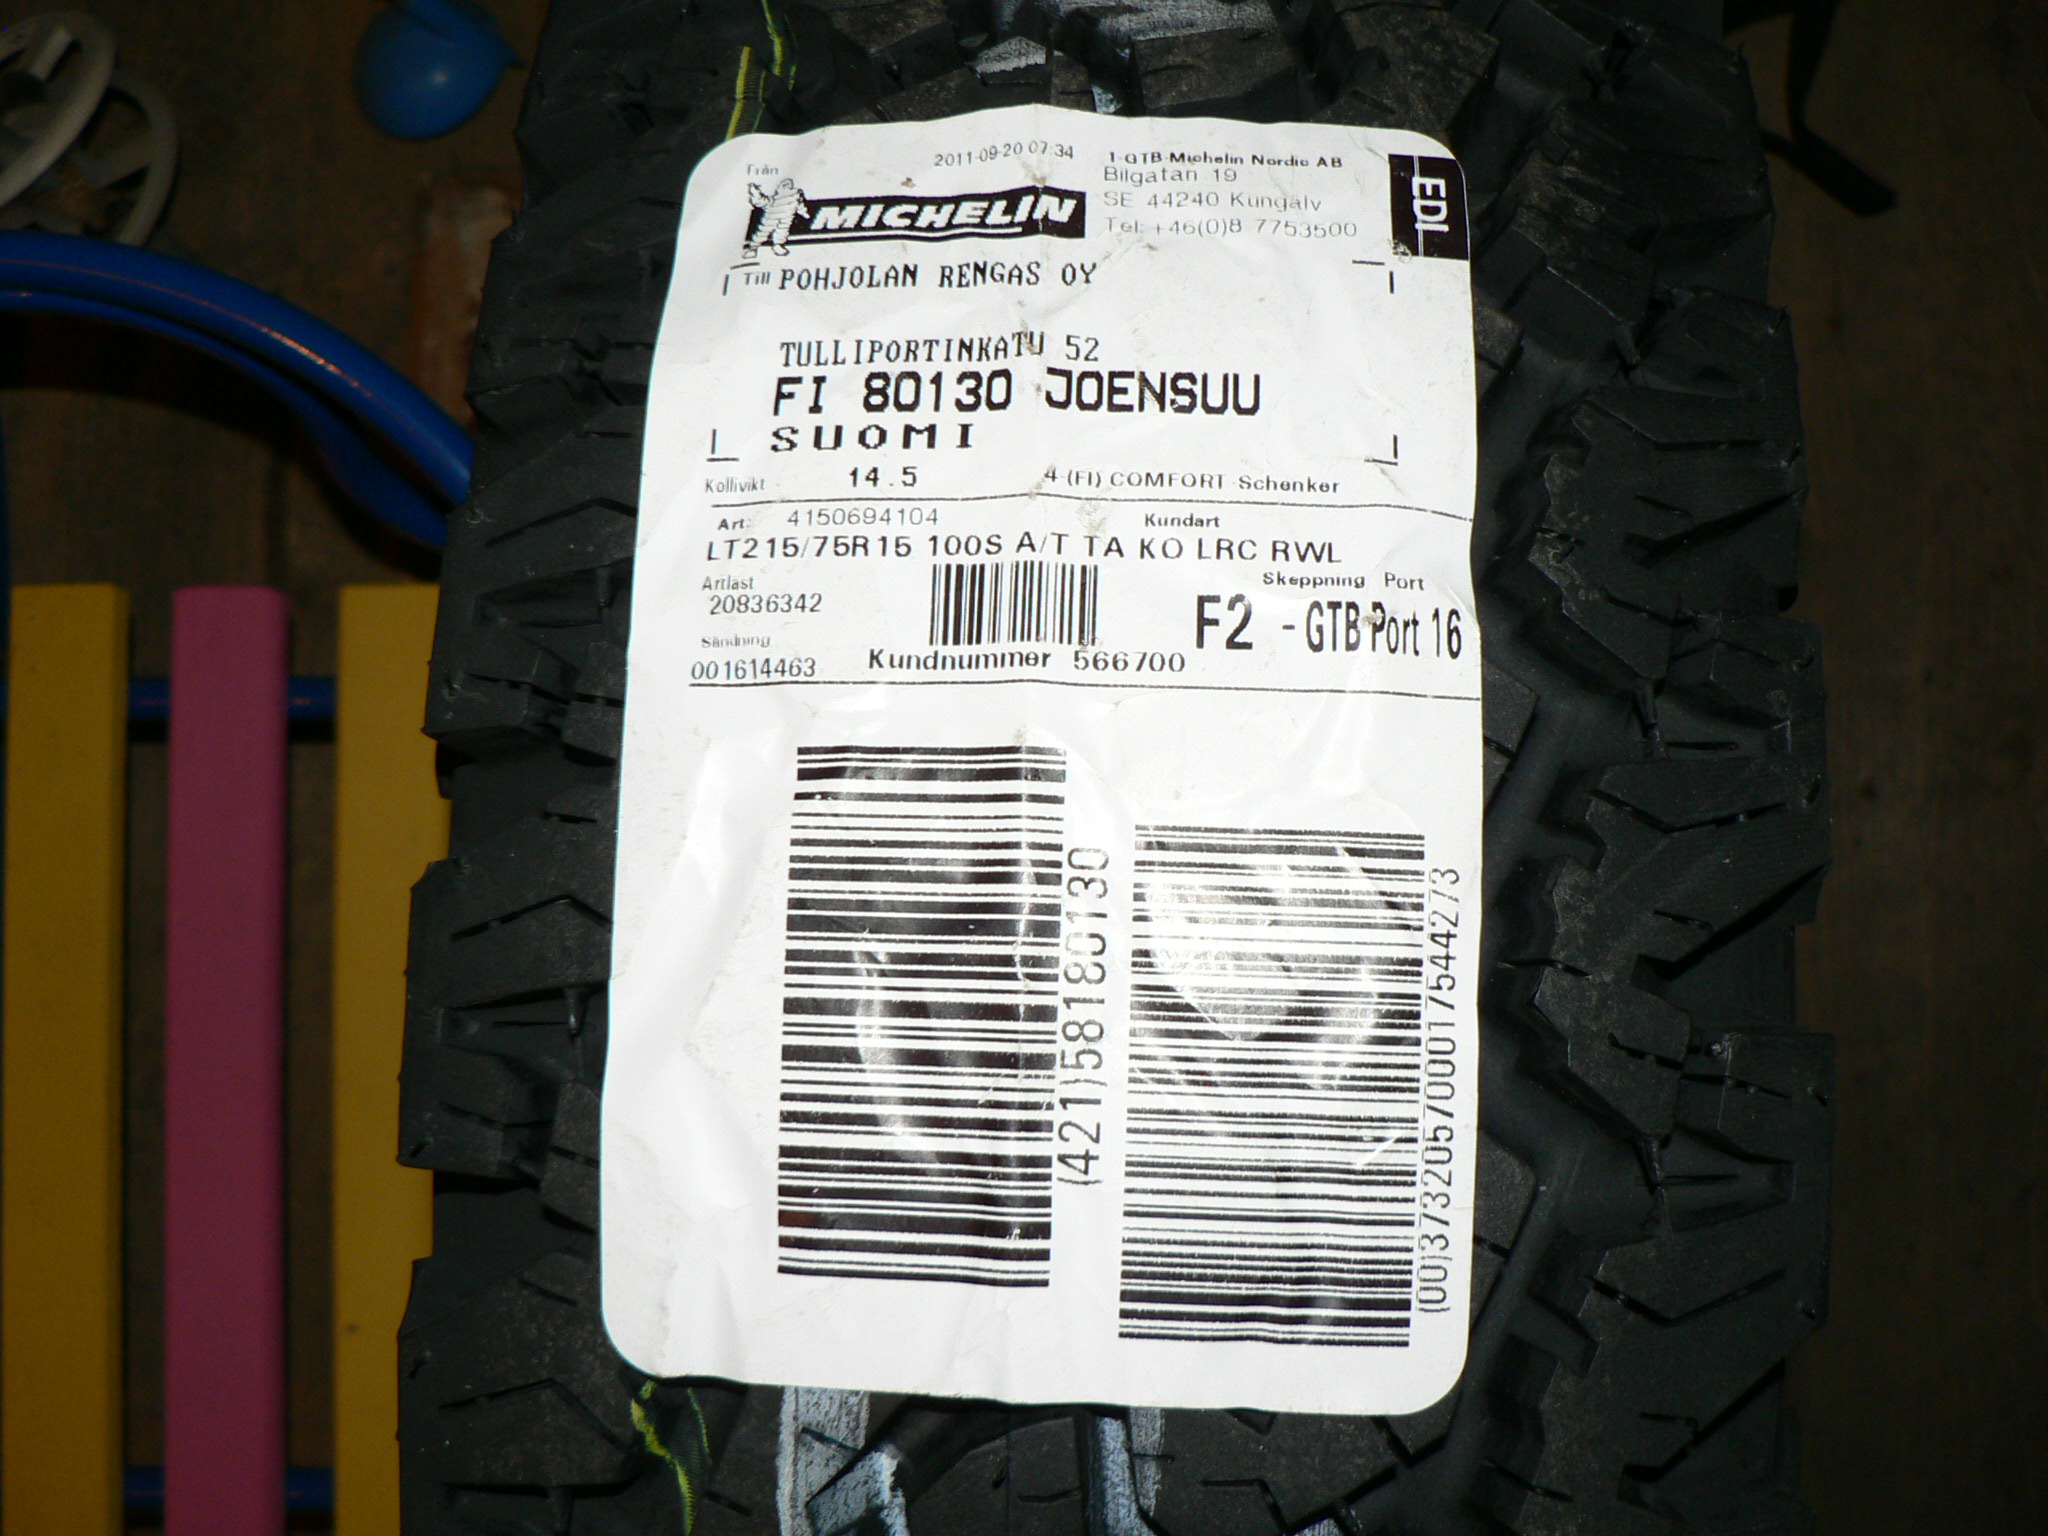 Från
2011-09-20 07:34
MICHELIN
1-GTB-Michelin Nordic AB
Bilgatan 19
SE 44240 Kungälv
Tel: +46(0)8 7753500
EDI
Till POHJOLAN RENGAS OY
TULLIPORTINKATU 52
FI 80130 JOENSUU
SUOMI
Kollivikt 14.5 4-(FI) COMFORT-Schenker
Art: 4150694104 Kundart
LT215/75R15 100S A/T TA KO LRC RWL
Artläst
20836342
Skeppning Port
F2 - GTB Port 16
Sändning
001614463
Kundnummer 566700
(421)58180130
(00)373205700017544273